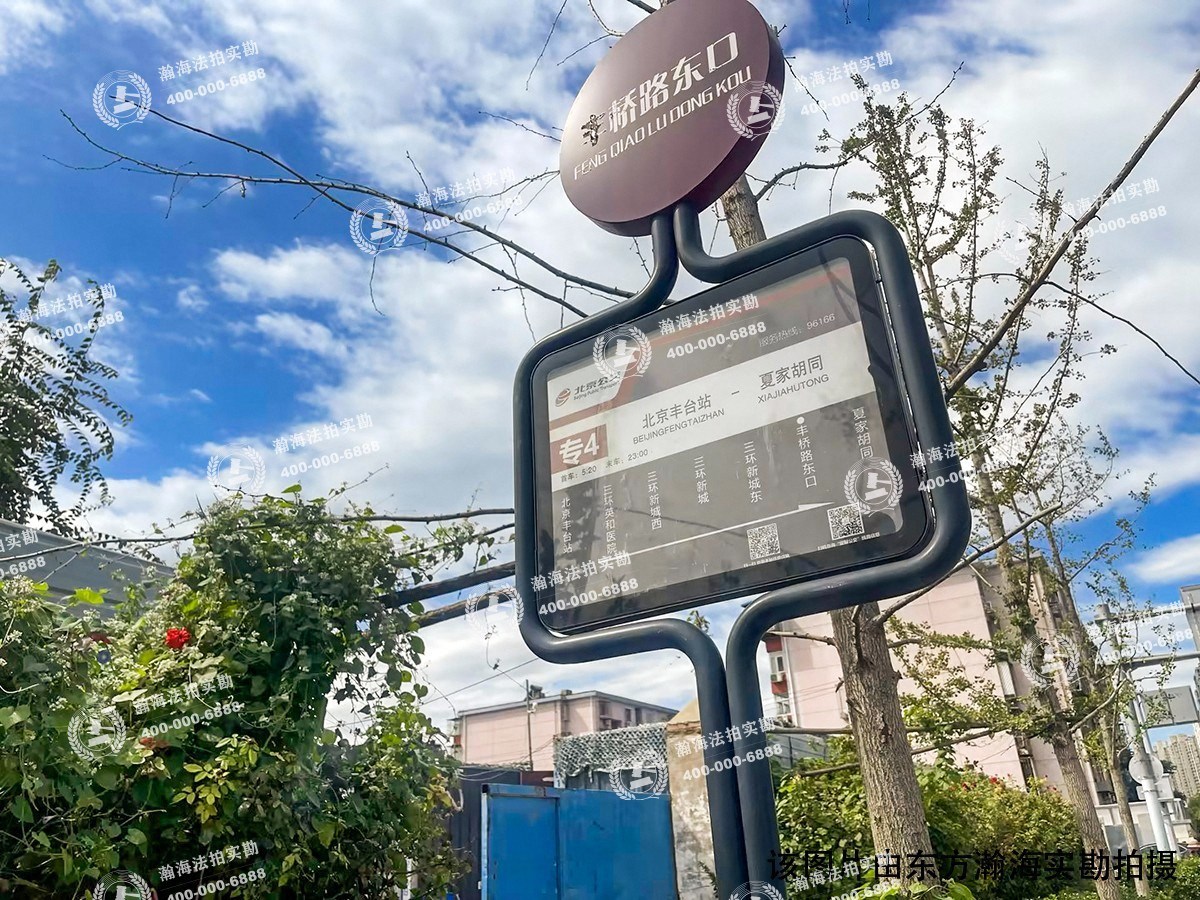 桥路东口
FENG QIAO LU DONG KOU
服务热线：96166
北京公交
Beijing Public Transport
北京丰台站 — 夏家胡同
BEIJINGFENGTAIZHAN XIAJIAHUTONG
专4
首车：5:20 末车：23:00
北京丰台站
三环英和医院
三环新城西
三环新城
三环新城东
丰桥路东口
夏家胡同
瀚海法拍实勘
400-000-6888
该图片由东方瀚海实勘拍摄